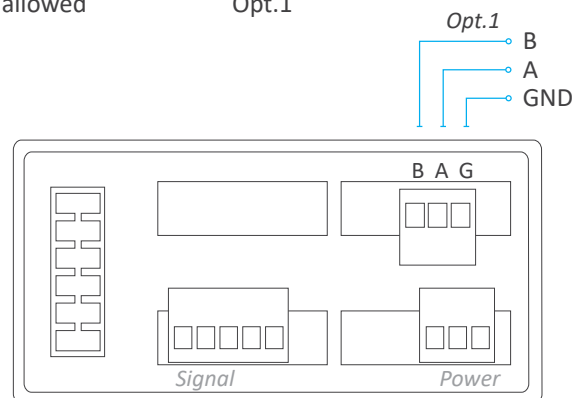 allowed Opt.1
Opt.1
B
A
GND
B A G
Signal Power